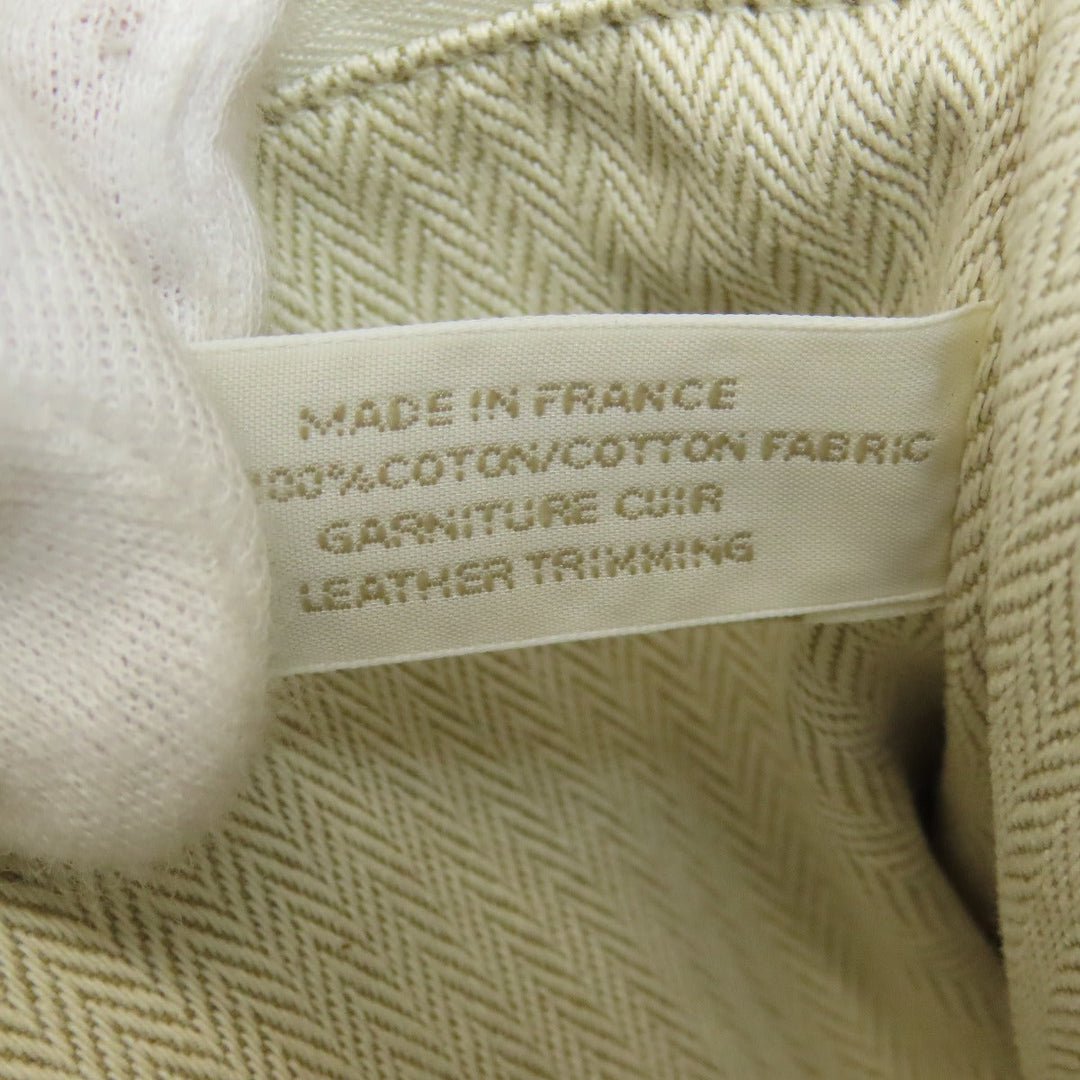 MADE IN FRANCE
100%COTON/COTTON FABRIC
GARNITURE CUIR
LEATHER TRIMMING